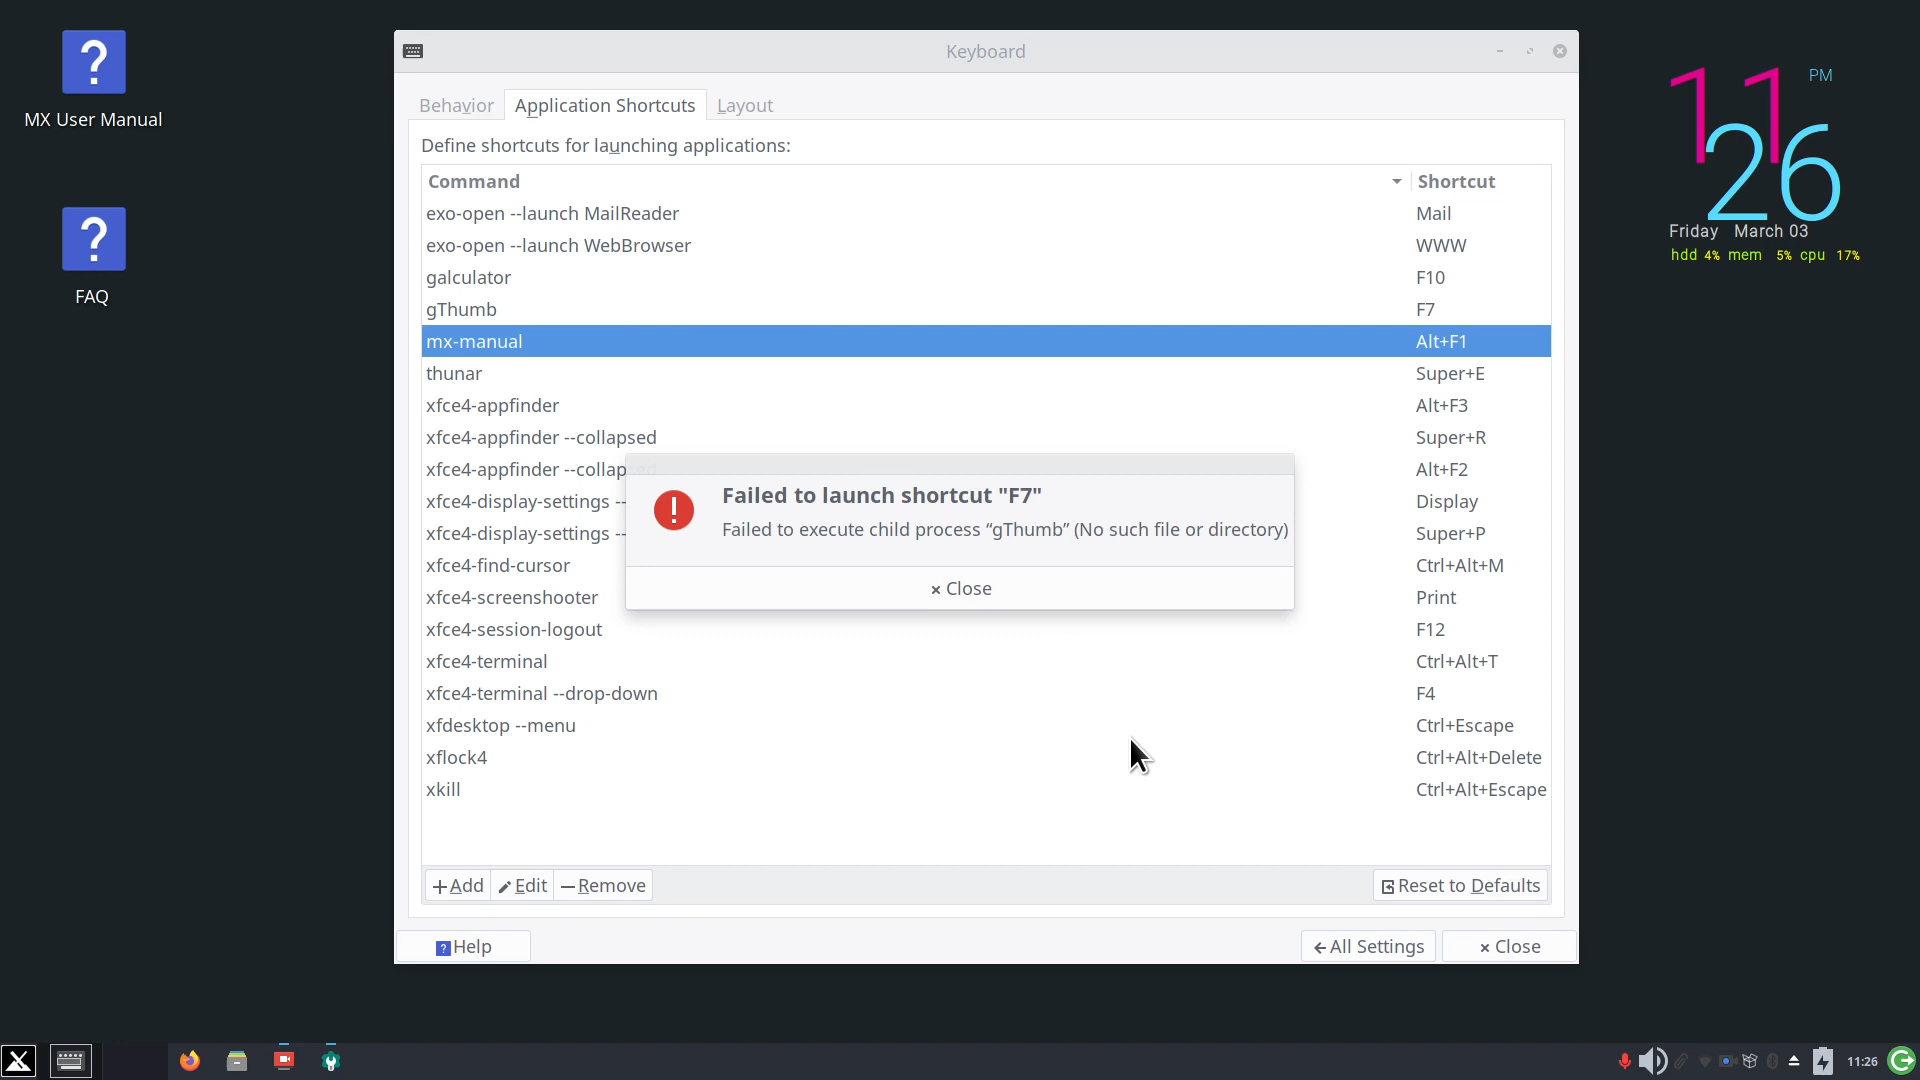 MX User Manual
FAQ
Keyboard
Behavior
Application Shortcuts
Layout
Define shortcuts for launching applications:
Command Shortcut
exo-open --launch MailReader Mail
exo-open --launch WebBrowser WWW
galculator F10
gThumb F7
mx-manual Alt+F1
thunar Super+E
xfce4-appfinder Alt+F3
xfce4-appfinder --collapsed Super+R
xfce4-appfinder --collap Alt+F2
xfce4-display-settings -- Display
xfce4-display-settings -- Super+P
xfce4-find-cursor Ctrl+Alt+M
xfce4-screenshooter Print
xfce4-session-logout F12
xfce4-terminal Ctrl+Alt+T
xfce4-terminal --drop-down F4
xfdesktop --menu Ctrl+Escape
xflock4 Ctrl+Alt+Delete
xkill Ctrl+Alt+Escape
Failed to launch shortcut "F7"
Failed to execute child process “gThumb” (No such file or directory)
× Close
Add
Edit
Remove
Reset to Defaults
Help
All Settings
× Close
11 PM
26
Friday March 03
hdd 4% mem 5% cpu 17%
11:26